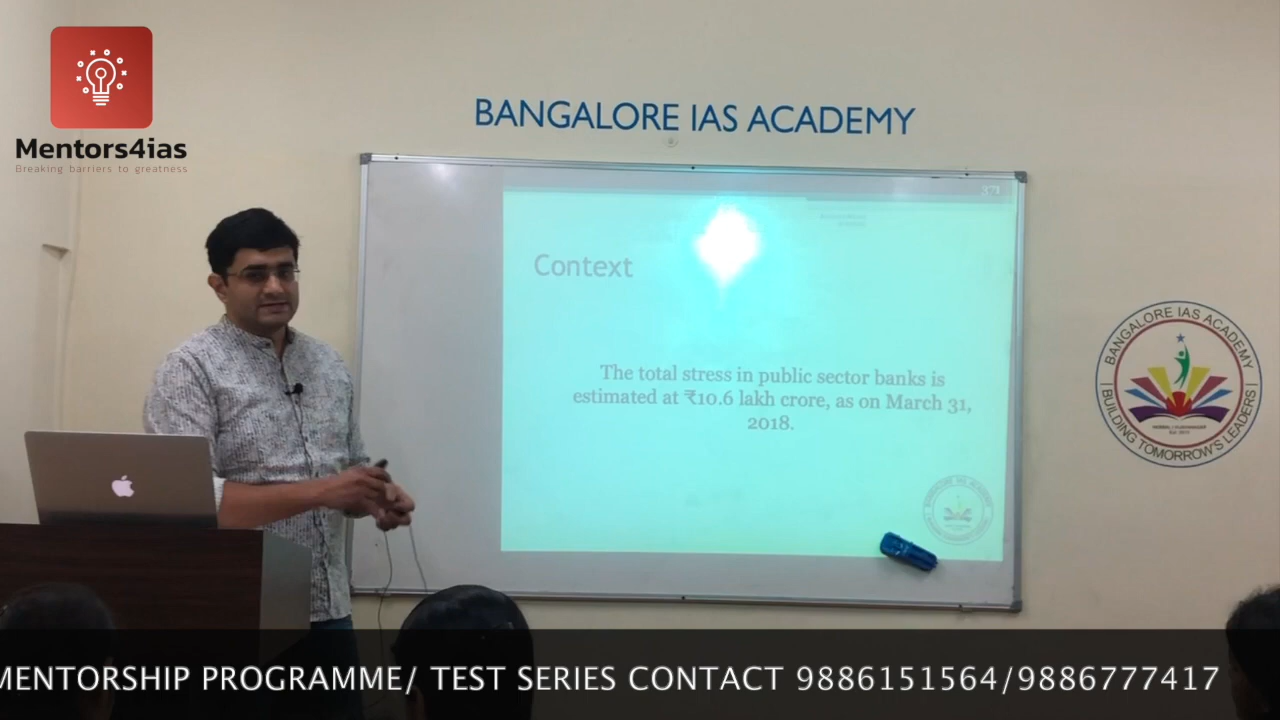 Mentors4ias
Breaking barriers to greatness
BANGALORE IAS ACADEMY
371
Context
The total stress in public sector banks is
estimated at ₹10.6 lakh crore, as on March 31,
2018.
BANGALORE IAS ACADEMY
| BUILDING TOMORROW'S LEADERS |
MENTORSHIP PROGRAMME/ TEST SERIES CONTACT 9886151564/9886777417